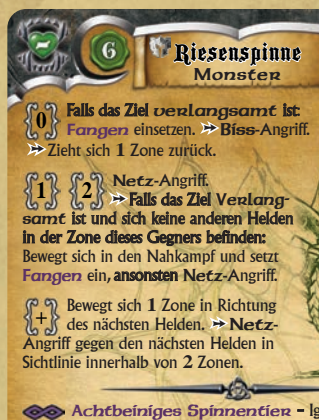 6
Riesenspinne
Monster
0 Falls das Ziel verlangsamt ist:
Fangen einsetzen. ➳ Biss-Angriff.
➳ Zieht sich 1 Zone zurück.
1 2 Netz-Angriff.
➳ Falls das Ziel Verlang-
samt ist und sich keine anderen Helden
in der Zone dieses Gegners befinden:
Bewegt sich in den Nahkampf und setzt
Fangen ein, ansonsten Netz-Angriff.
+ Bewegt sich 1 Zone in Richtung
des nächsten Helden. ➳ Netz-
Angriff gegen den nächsten Helden in
Sichtlinie innerhalb von 2 Zonen.
Achtbeiniges Spinnentier – Ig